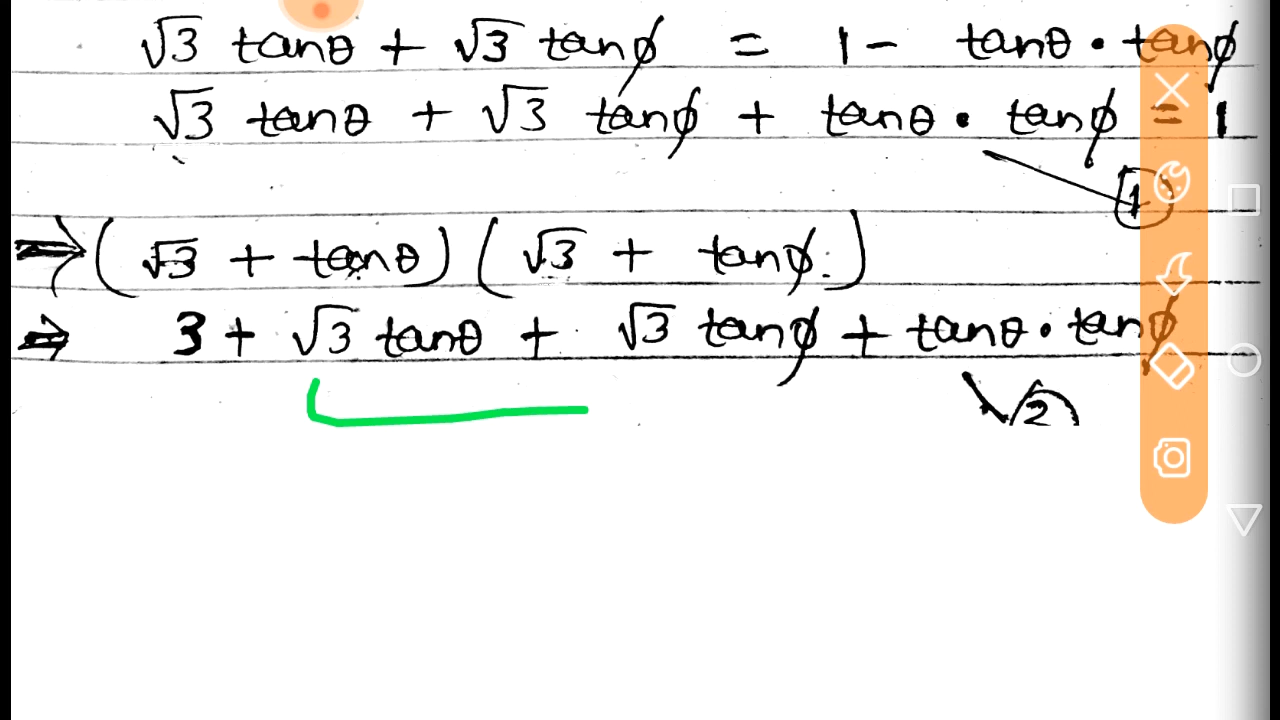 √3 tanθ + √3 tanϕ = 1 - tanθ · tanϕ
√3 tanθ + √3 tanϕ + tanθ · tanϕ = 1
1
⇒ (√3 + tanθ) (√3 + tanϕ)
⇒ 3 + √3 tanθ + √3 tanϕ + tanθ · tanϕ
2